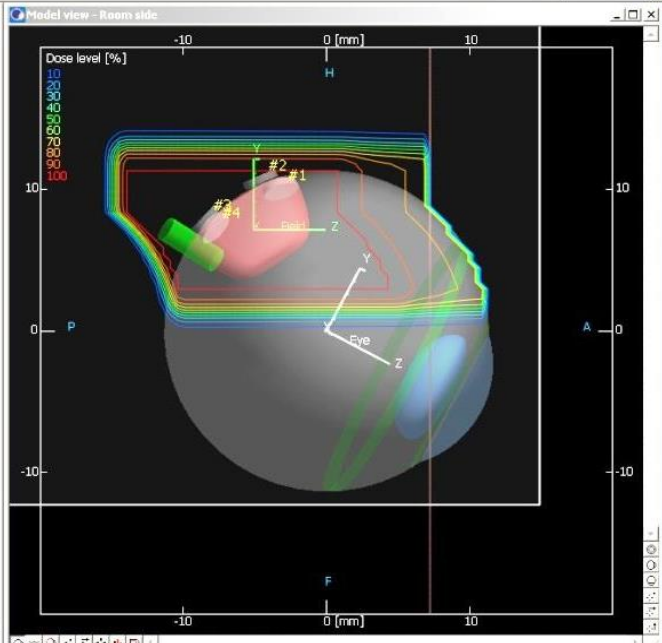 Model view - Room side
-10 0 [mm] 10
Dose level [%]
H
10
20
30
40
50
60
70
80
90
100
Y
#2
#1
10 10
#3
#4
X Field Z
Y
0 P X A 0
Eye
Z
-10 -10
F
-10 0 [mm] 10